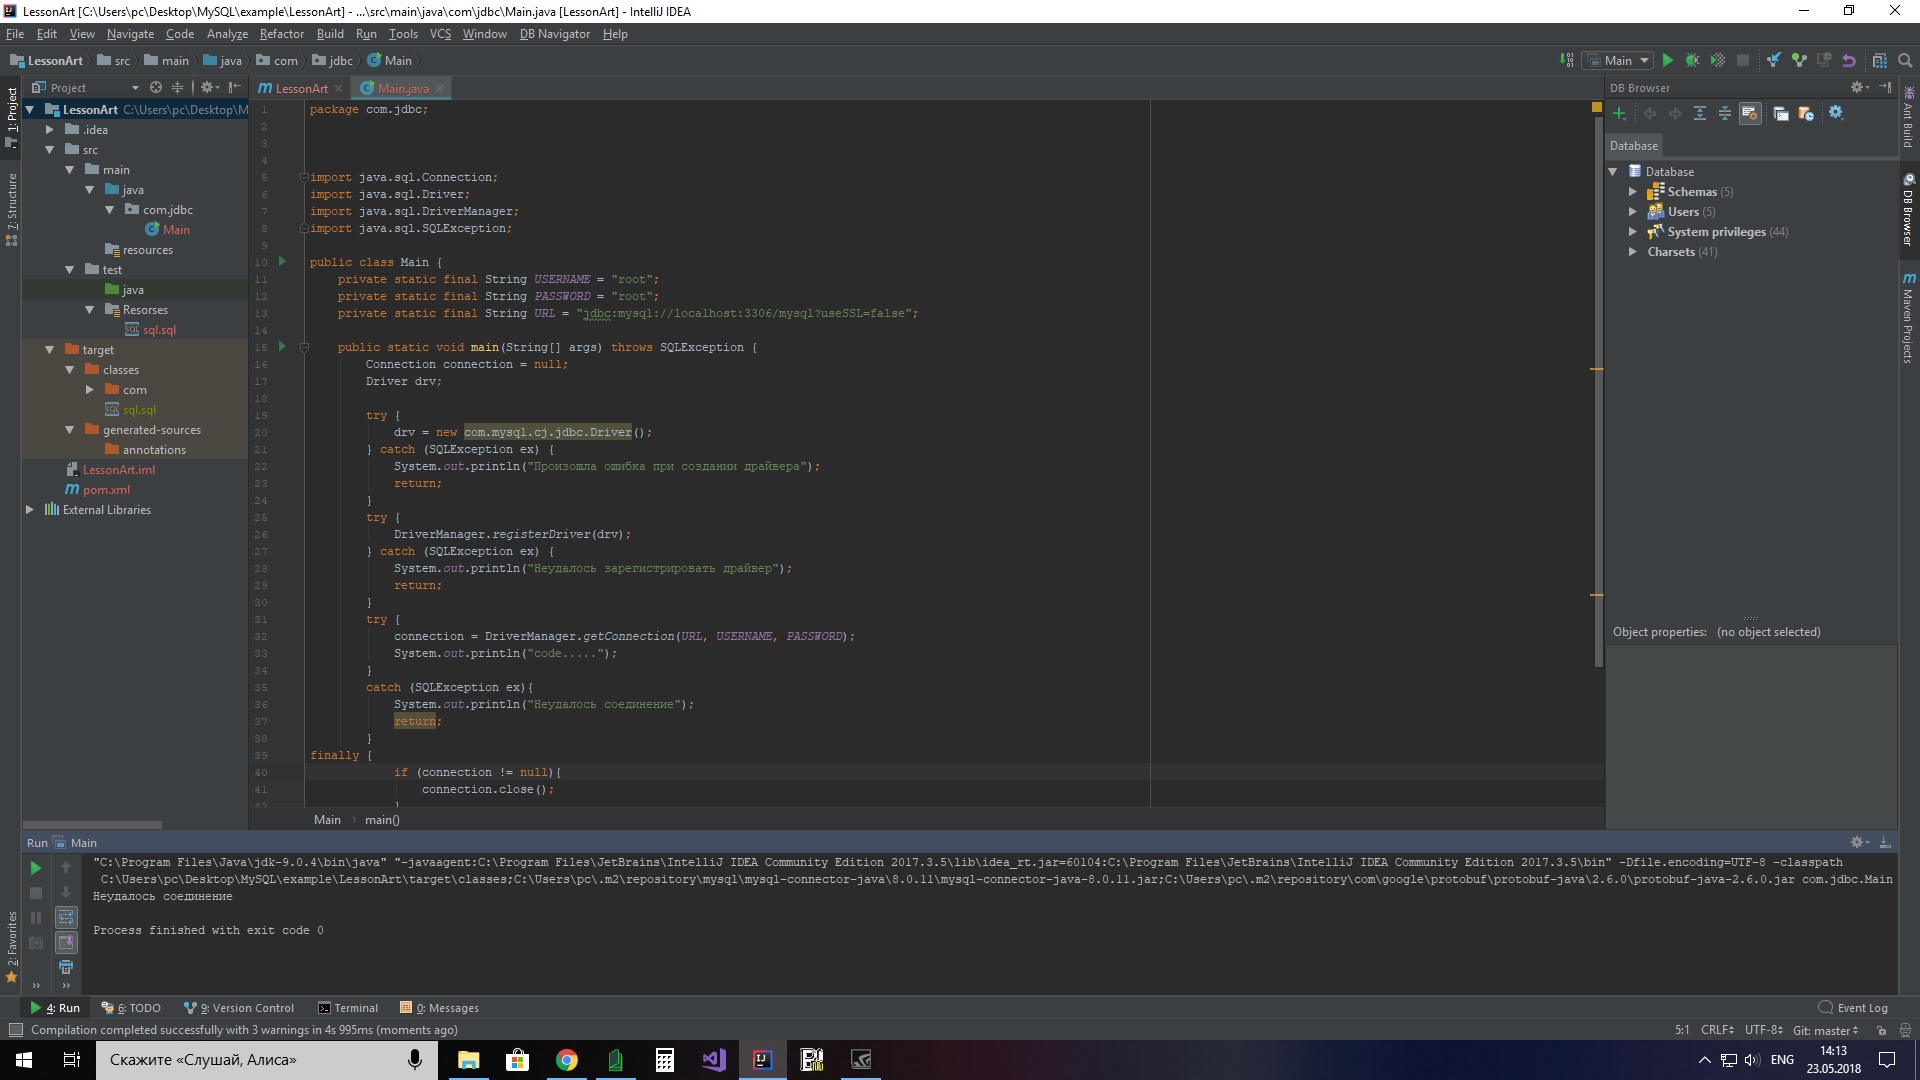 LessonArt [C:\Users\pc\Desktop\MySQL\example\LessonArt] - ...\src\main\java\com\jdbc\Main.java [LessonArt] - IntelliJ IDEA
File Edit View Navigate Code Analyze Refactor Build Run Tools VCS Window DB Navigator Help
LessonArt src main java com jdbc Main
Main
Project
LessonArt
Main.java
DB Browser
1: Project
7: Structure
2: Favorites
LessonArt C:\Users\pc\Desktop\M
.idea
src
main
java
com.jdbc
Main
resources
test
java
Resorses
sql.sql
target
classes
com
sql.sql
generated-sources
annotations
LessonArt.iml
pom.xml
External Libraries
1 package com.jdbc;
2
3
4
5 import java.sql.Connection;
6 import java.sql.Driver;
7 import java.sql.DriverManager;
8 import java.sql.SQLException;
9
10 public class Main {
11 private static final String USERNAME = "root";
12 private static final String PASSWORD = "root";
13 private static final String URL = "jdbc:mysql://localhost:3306/mysql?useSSL=false";
14
15 public static void main(String[] args) throws SQLException {
16 Connection connection = null;
17 Driver drv;
18
19 try {
20 drv = new com.mysql.cj.jdbc.Driver();
21 } catch (SQLException ex) {
22 System.out.println("Произошла ошибка при создании драйвера");
23 return;
24 }
25 try {
26 DriverManager.registerDriver(drv);
27 } catch (SQLException ex) {
28 System.out.println("Неудалось зарегистрировать драйвер");
29 return;
30 }
31 try {
32 connection = DriverManager.getConnection(URL, USERNAME, PASSWORD);
33 System.out.println("code.....");
34 }
35 catch (SQLException ex){
36 System.out.println("Неудалось соединение");
37 return;
38 }
39 finally {
40 if (connection != null){
41 connection.close();
Main main()
Database
Database
Schemas (5)
Users (5)
System privileges (44)
Charsets (41)
Object properties: (no object selected)
Ant Build
DB Browser
Maven Projects
Run Main
"C:\Program Files\Java\jdk-9.0.4\bin\java" "-javaagent:C:\Program Files\JetBrains\IntelliJ IDEA Community Edition 2017.3.5\lib\idea_rt.jar=60104:C:\Program Files\JetBrains\IntelliJ IDEA Community Edition 2017.3.5\bin" -Dfile.encoding=UTF-8 -classpath
C:\Users\pc\Desktop\MySQL\example\LessonArt\target\classes;C:\Users\pc\.m2\repository\mysql\mysql-connector-java\8.0.11\mysql-connector-java-8.0.11.jar;C:\Users\pc\.m2\repository\com\google\protobuf\protobuf-java\2.6.0\protobuf-java-2.6.0.jar com.jdbc.Main
Неудалось соединение
Process finished with exit code 0
4: Run 6: TODO 9: Version Control Terminal 0: Messages Event Log
Compilation completed successfully with 3 warnings in 4s 995ms (moments ago) 5:1 CRLF UTF-8 Git: master
Скажите «Слушай, Алиса» ENG 14:13
23.05.2018